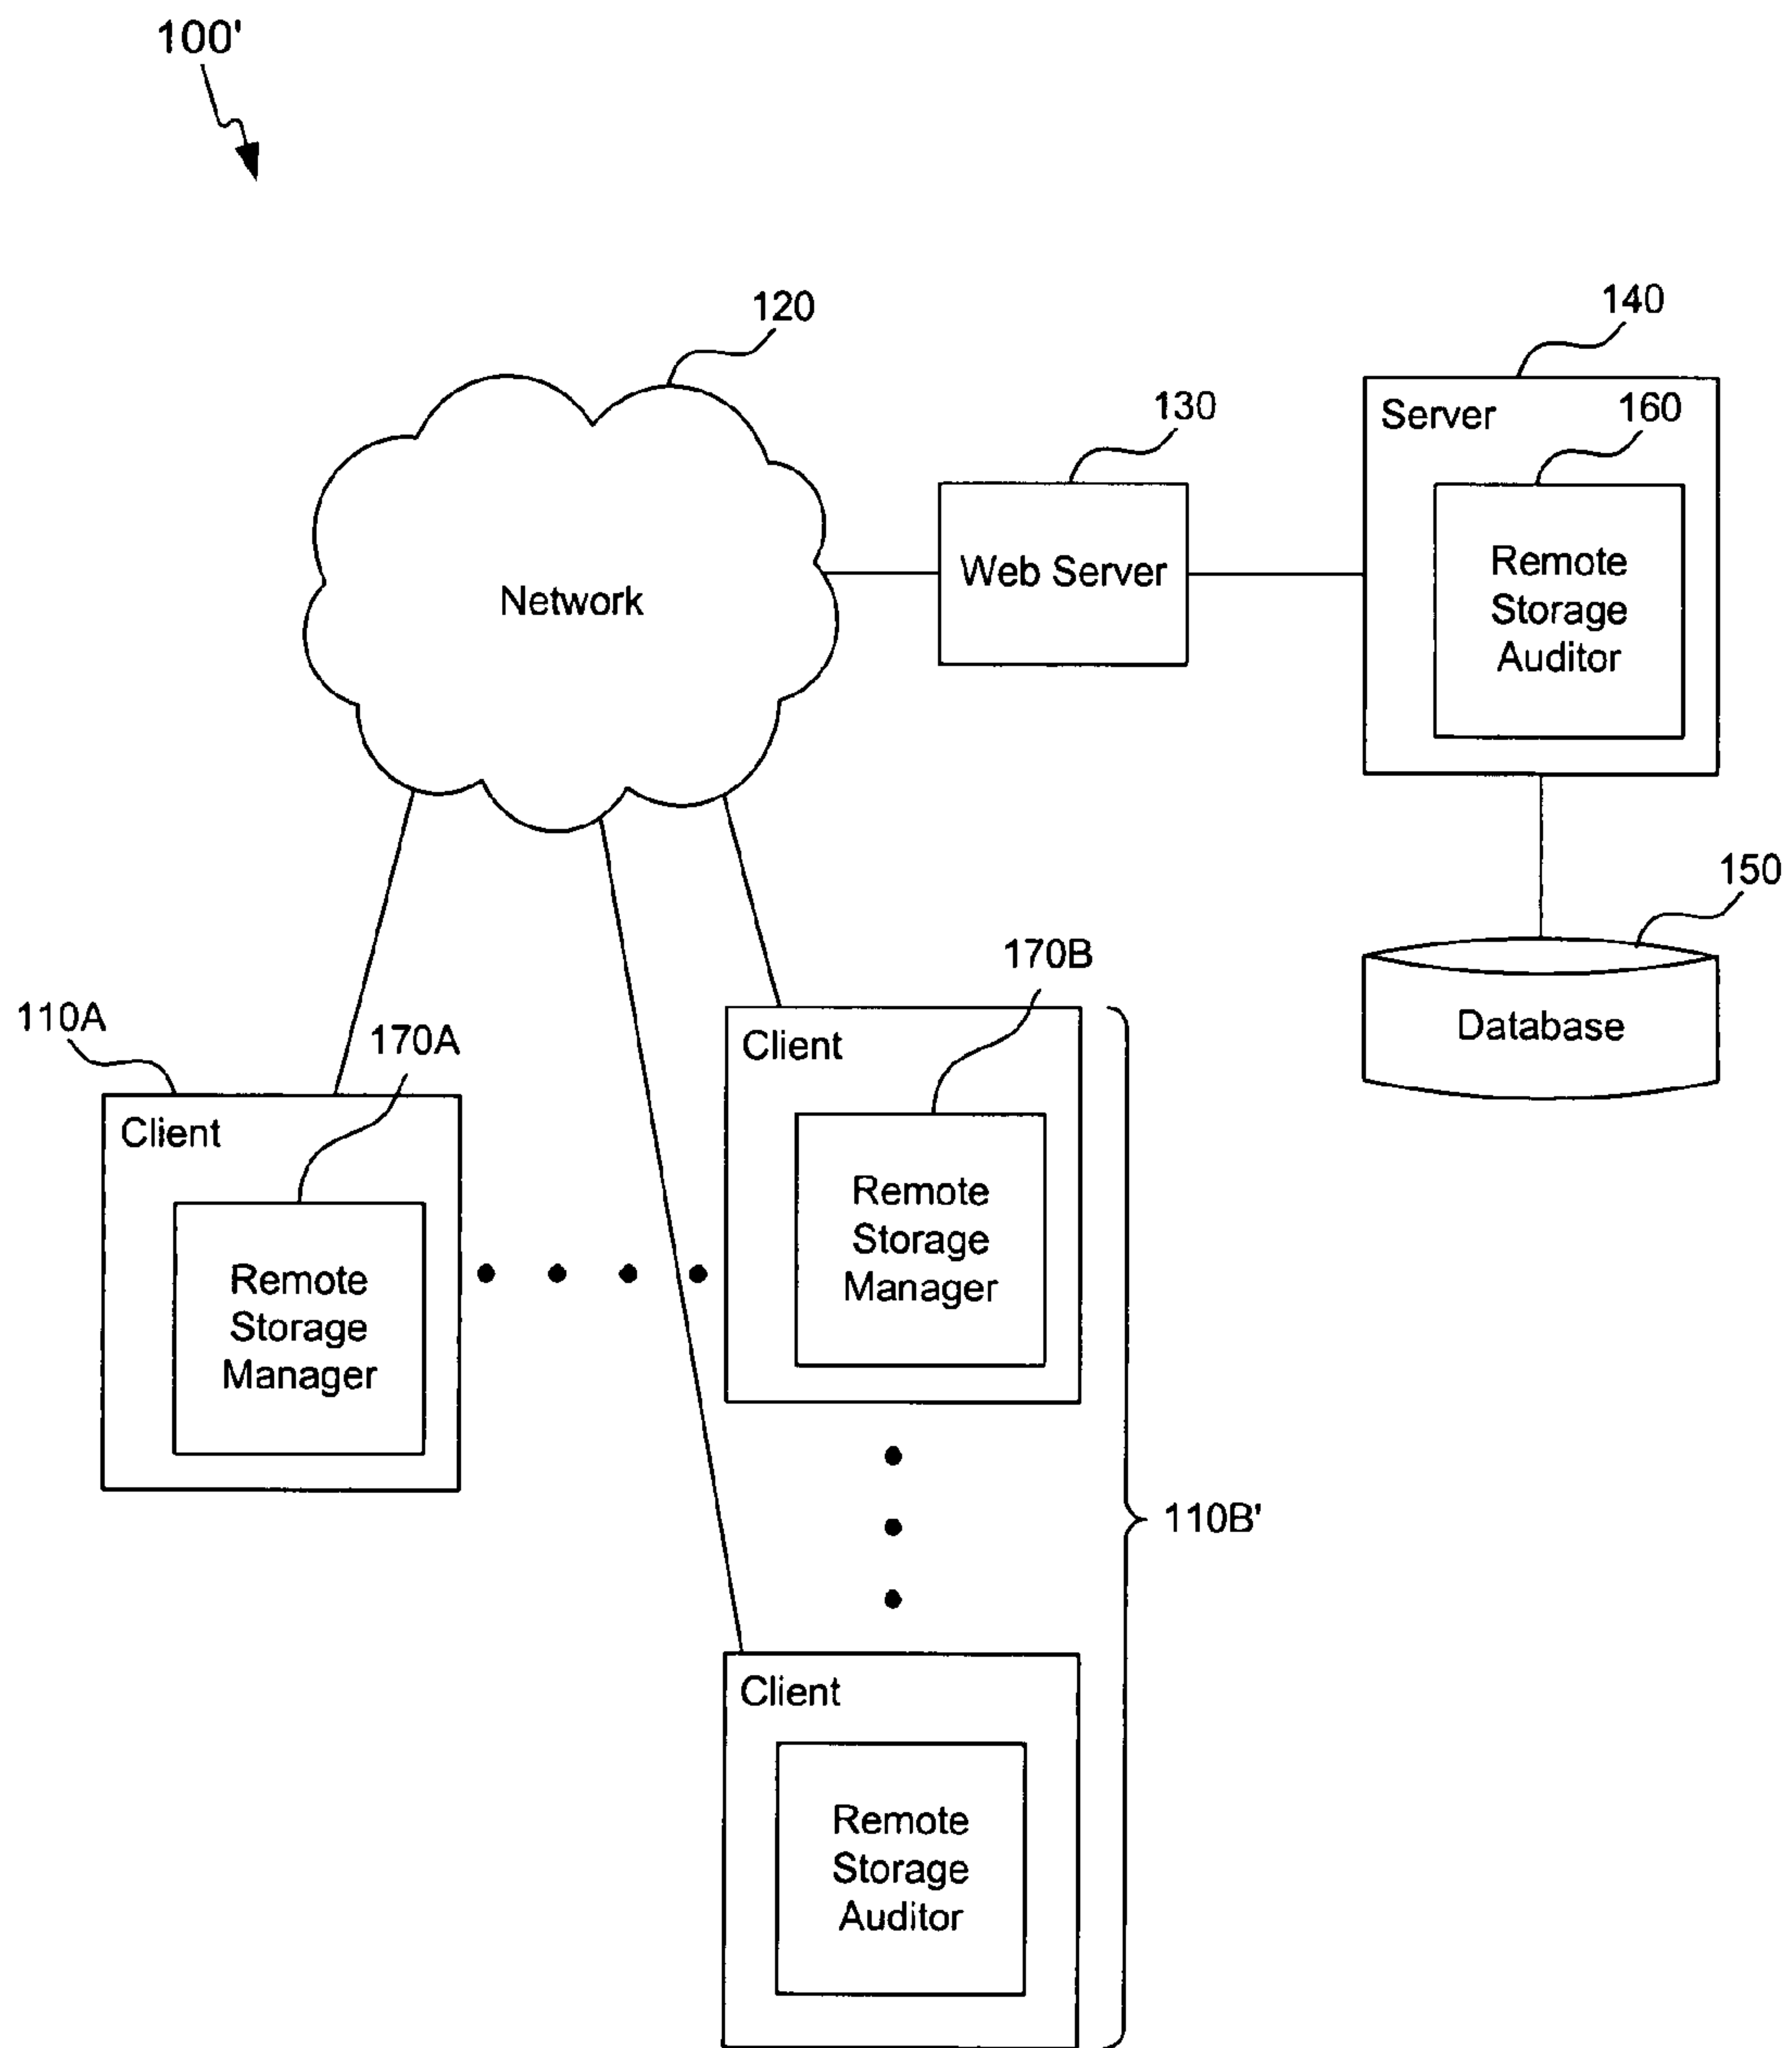 100'
120
140
130
Server
160
Network
Web Server
Remote
Storage
Auditor
150
Database
170B
110A
170A
Client
Remote
Storage
Manager
Client
Remote
Storage
Manager
110B'
Client
Remote
Storage
Auditor